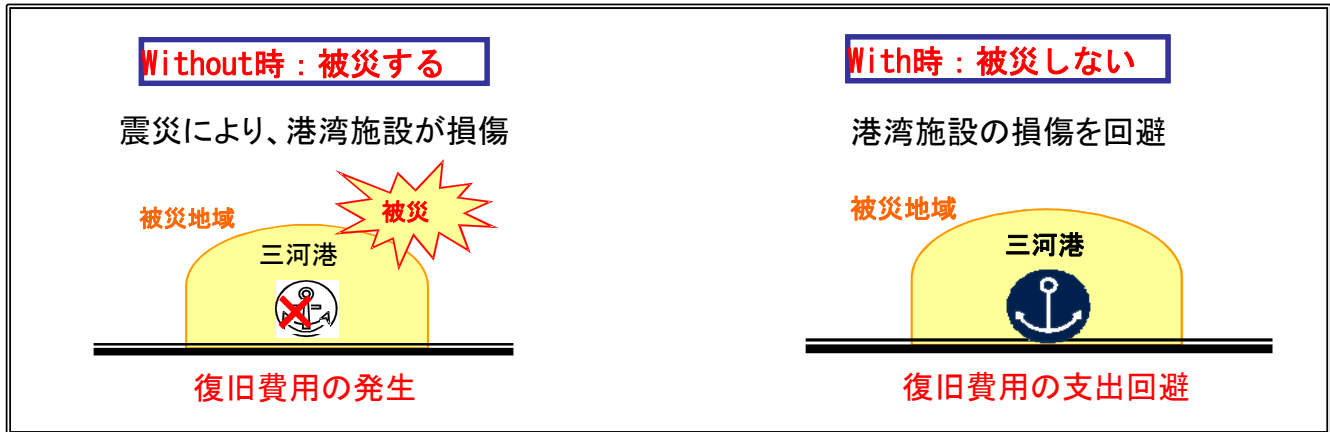 Without時：被災する
震災により、港湾施設が損傷
被災地域
被災
三河港
復旧費用の発生
With時：被災しない
港湾施設の損傷を回避
被災地域
三河港
復旧費用の支出回避